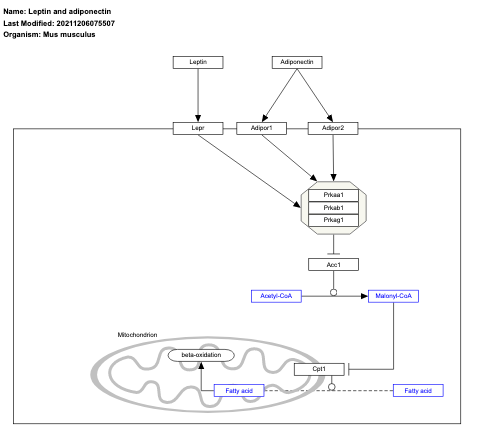 Name: Leptin and adiponectin
Last Modified: 20211206075507
Organism: Mus musculus
Leptin
Adiponectin
Lepr
Adipor1
Adipor2
Prkaa1
Prkab1
Prkag1
Acc1
Acetyl-CoA
Malonyl-CoA
Mitochondrion
beta-oxidation
Cpt1
Fatty acid
Fatty acid